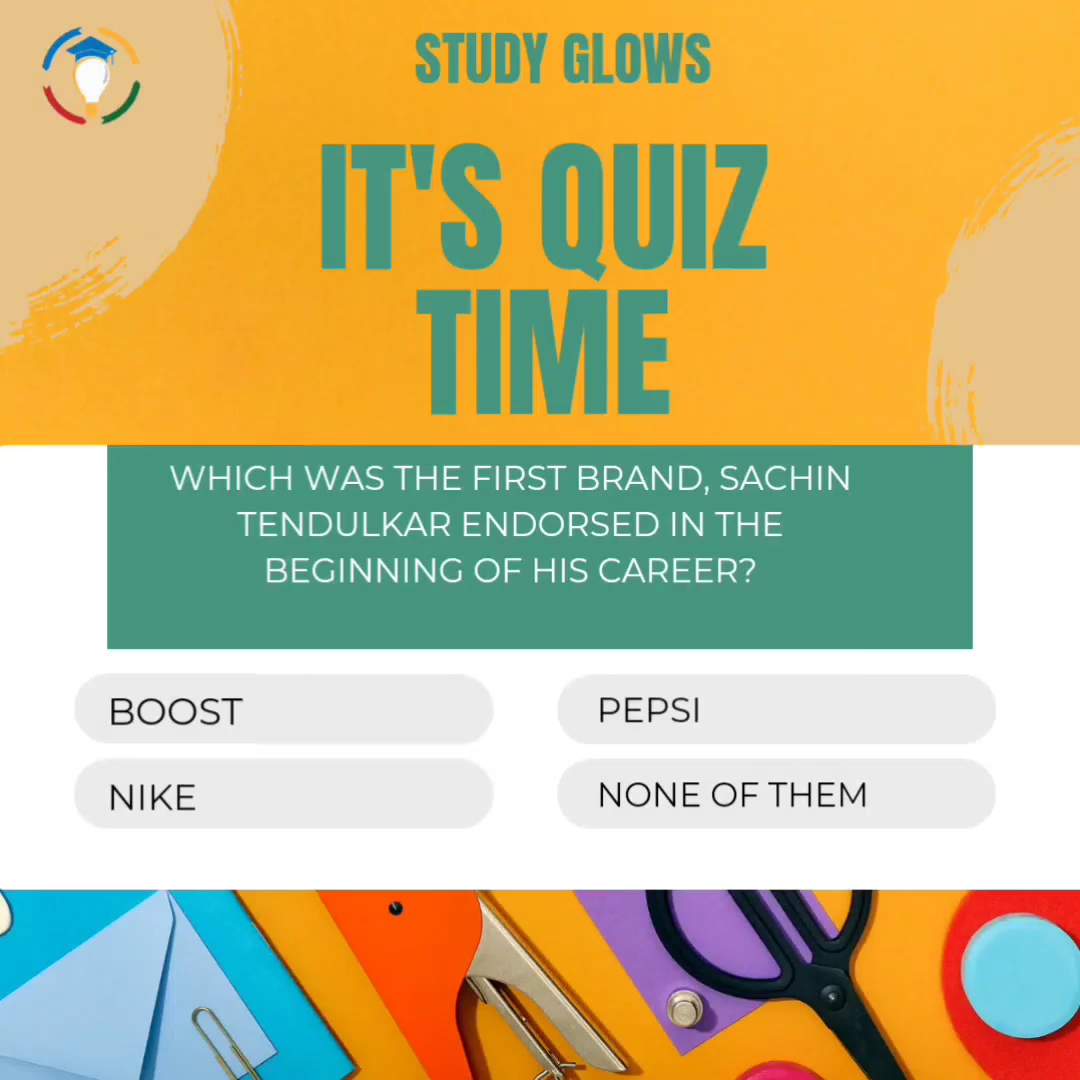 STUDY GLOWS
IT'S QUIZ
TIME
WHICH WAS THE FIRST BRAND, SACHIN
TENDULKAR ENDORSED IN THE
BEGINNING OF HIS CAREER?
BOOST
PEPSI
NIKE
NONE OF THEM